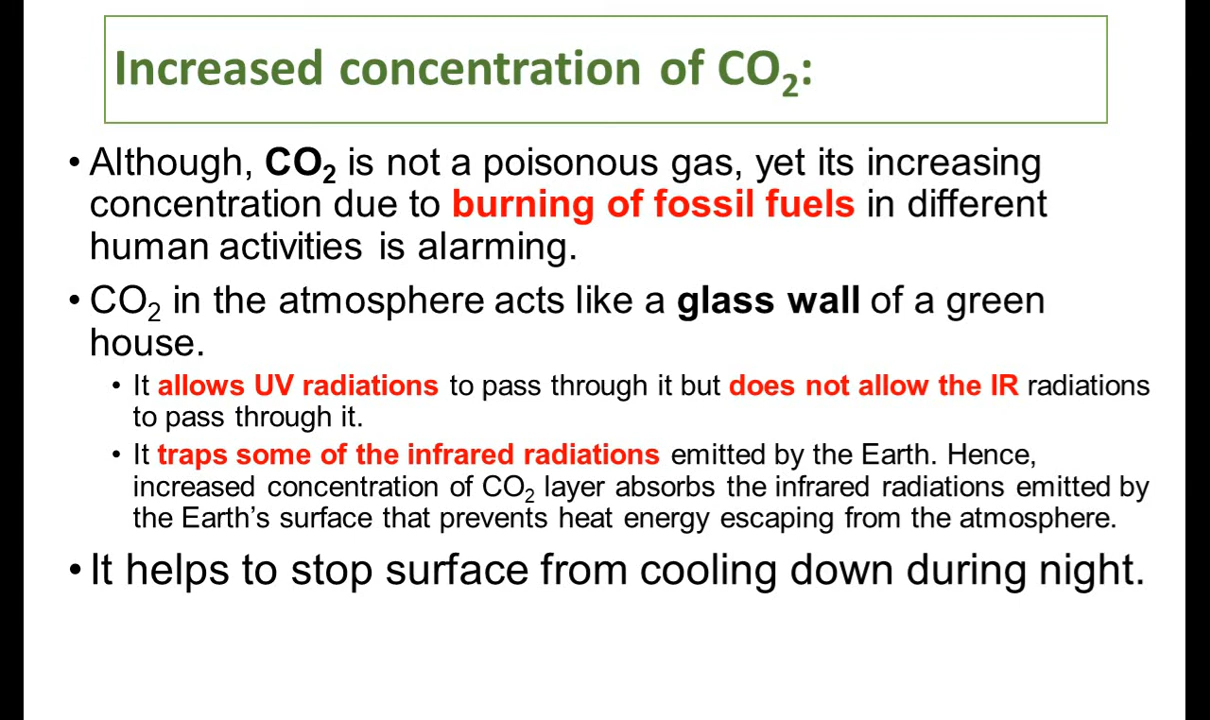 Increased concentration of CO₂:
• Although, CO₂ is not a poisonous gas, yet its increasing
concentration due to burning of fossil fuels in different
human activities is alarming.
• CO₂ in the atmosphere acts like a glass wall of a green
house.
• It allows UV radiations to pass through it but does not allow the IR radiations
to pass through it.
• It traps some of the infrared radiations emitted by the Earth. Hence,
increased concentration of CO₂ layer absorbs the infrared radiations emitted by
the Earth’s surface that prevents heat energy escaping from the atmosphere.
• It helps to stop surface from cooling down during night.